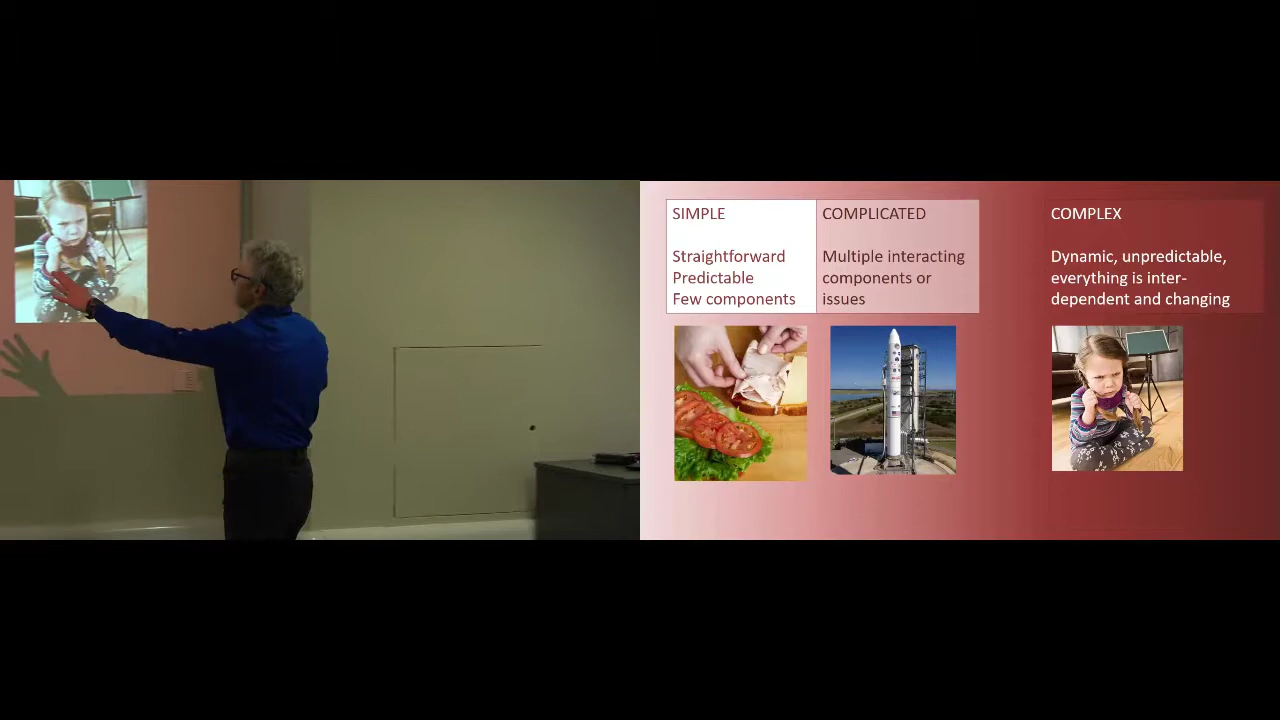 SIMPLE
Straightforward
Predictable
Few components
COMPLICATED
Multiple interacting
components or
issues
COMPLEX
Dynamic, unpredictable,
everything is inter-
dependent and changing